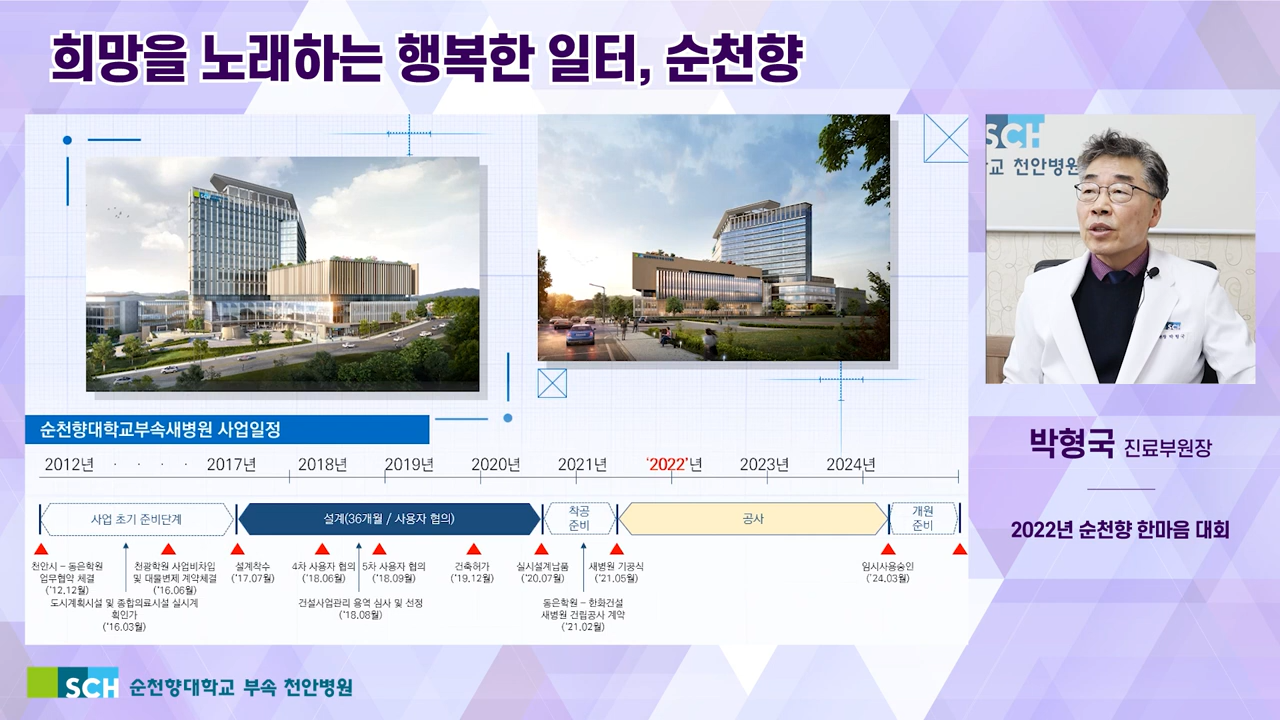 희망을 노래하는 행복한 일터, 순천향
SCH
학교 천안병원
SCH
박형국 진료부원장
2022년 순천향 한마음 대회
순천향대학교부속새병원 사업일정
2012년 · · · · 2017년 2018년 2019년 2020년 2021년 '2022'년 2023년 2024년
사업 초기 준비단계
설계(36개월 / 사용자 협의)
착공
준비
공사
개원
준비
천안시 – 동은학원
업무협약 체결
('12,12월)
도시계획시설 및 종합의료시설 실시계
획인가
('16.03월)
천광학원 사업비차입
및 대물변제 계약체결
('16.06월)
설계착수
('17.07월)
4차 사용자 협의
('18.06월)
건설사업관리 용역 심사 및 선정
('18.08월)
5차 사용자 협의
('18.09월)
건축허가
('19.12월)
실시설계납품
('20.07월)
동은학원 – 한화건설
새병원 건립공사 계약
('21.02월)
새병원 기공식
('21.05월)
임시사용승인
('24.03월)
SCH 순천향대학교 부속 천안병원